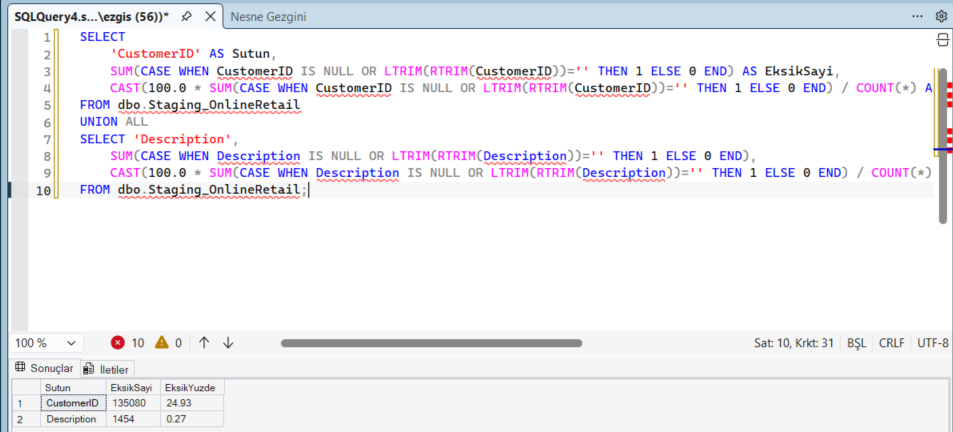 SQLQuery4.s...\ezgis (56))* Nesne Gezgini
1 SELECT
2 'CustomerID' AS Sutun,
3 SUM(CASE WHEN CustomerID IS NULL OR LTRIM(RTRIM(CustomerID))='' THEN 1 ELSE 0 END) AS EksikSayi,
4 CAST(100.0 * SUM(CASE WHEN CustomerID IS NULL OR LTRIM(RTRIM(CustomerID))='' THEN 1 ELSE 0 END) / COUNT(*) A
5 FROM dbo.Staging_OnlineRetail
6 UNION ALL
7 SELECT 'Description',
8 SUM(CASE WHEN Description IS NULL OR LTRIM(RTRIM(Description))='' THEN 1 ELSE 0 END),
9 CAST(100.0 * SUM(CASE WHEN Description IS NULL OR LTRIM(RTRIM(Description))='' THEN 1 ELSE 0 END) / COUNT(*)
10 FROM dbo.Staging_OnlineRetail;
100 % 10 0 Sat: 10, Krkt: 31 BŞL CRLF UTF-8
Sonuçlar İletiler
Sutun EksikSayi EksikYuzde
1 CustomerID 135080 24.93
2 Description 1454 0.27